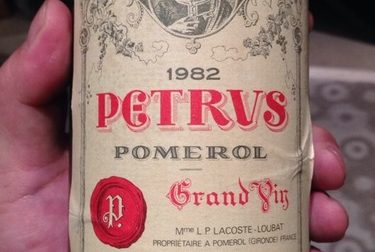 1982
PETRVS
POMEROL
Grand Vin
P.
Mme L.P. LACOSTE-LOUBAT
PROPRIÉTAIRE A POMEROL (GIRONDE) FRANCE